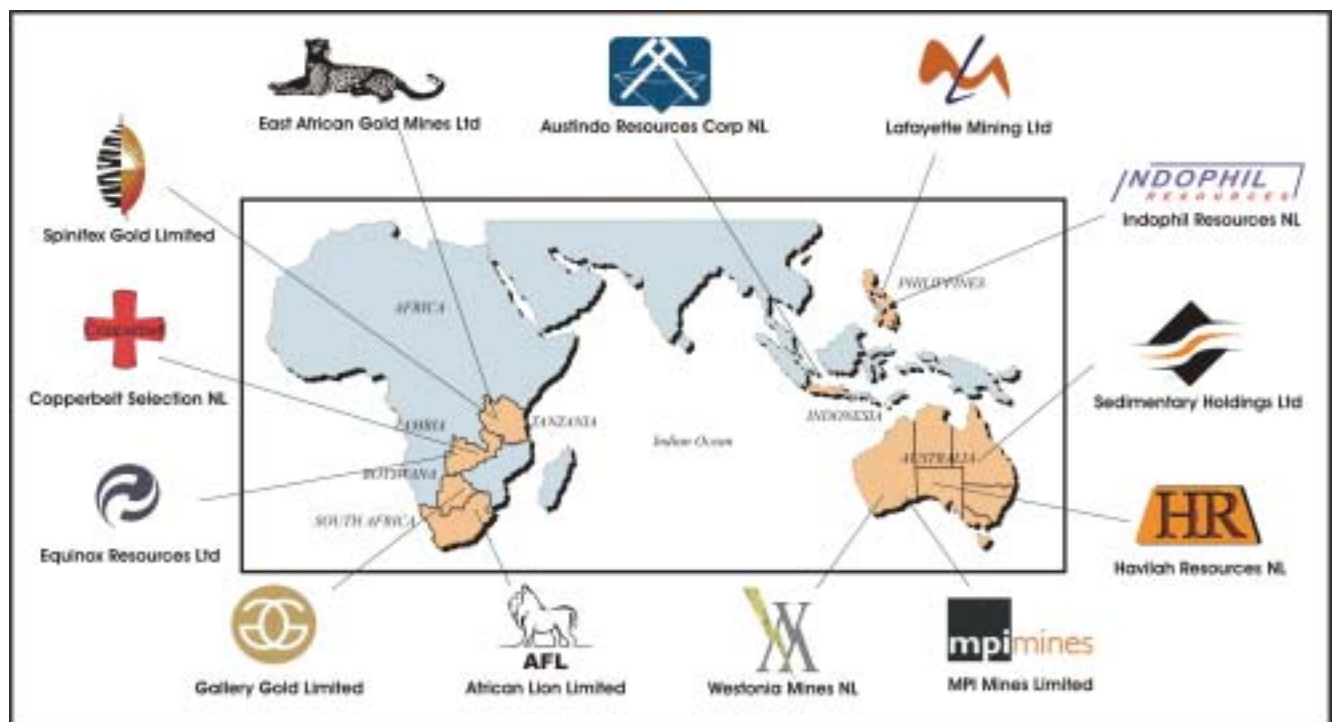 East African Gold Mines Ltd
Austindo Resources Corp NL
Lafayette Mining Ltd
INDOPHIL
RESOURCES
Indophil Resources NL
Spinifex Gold Limited
PHILIPPINES
AFRICA
Copperbelt
Copperbelt Selection NL
Sedimentary Holdings Ltd
INDONESIA
ZAMBIA
TANZANIA
Indian Ocean
AUSTRALIA
BOTSWANA
SOUTH AFRICA
Equinox Resources Ltd
HR
Havilah Resources NL
GG
Gallery Gold Limited
AFL
African Lion Limited
Westonia Mines NL
mpimines
MPI Mines Limited